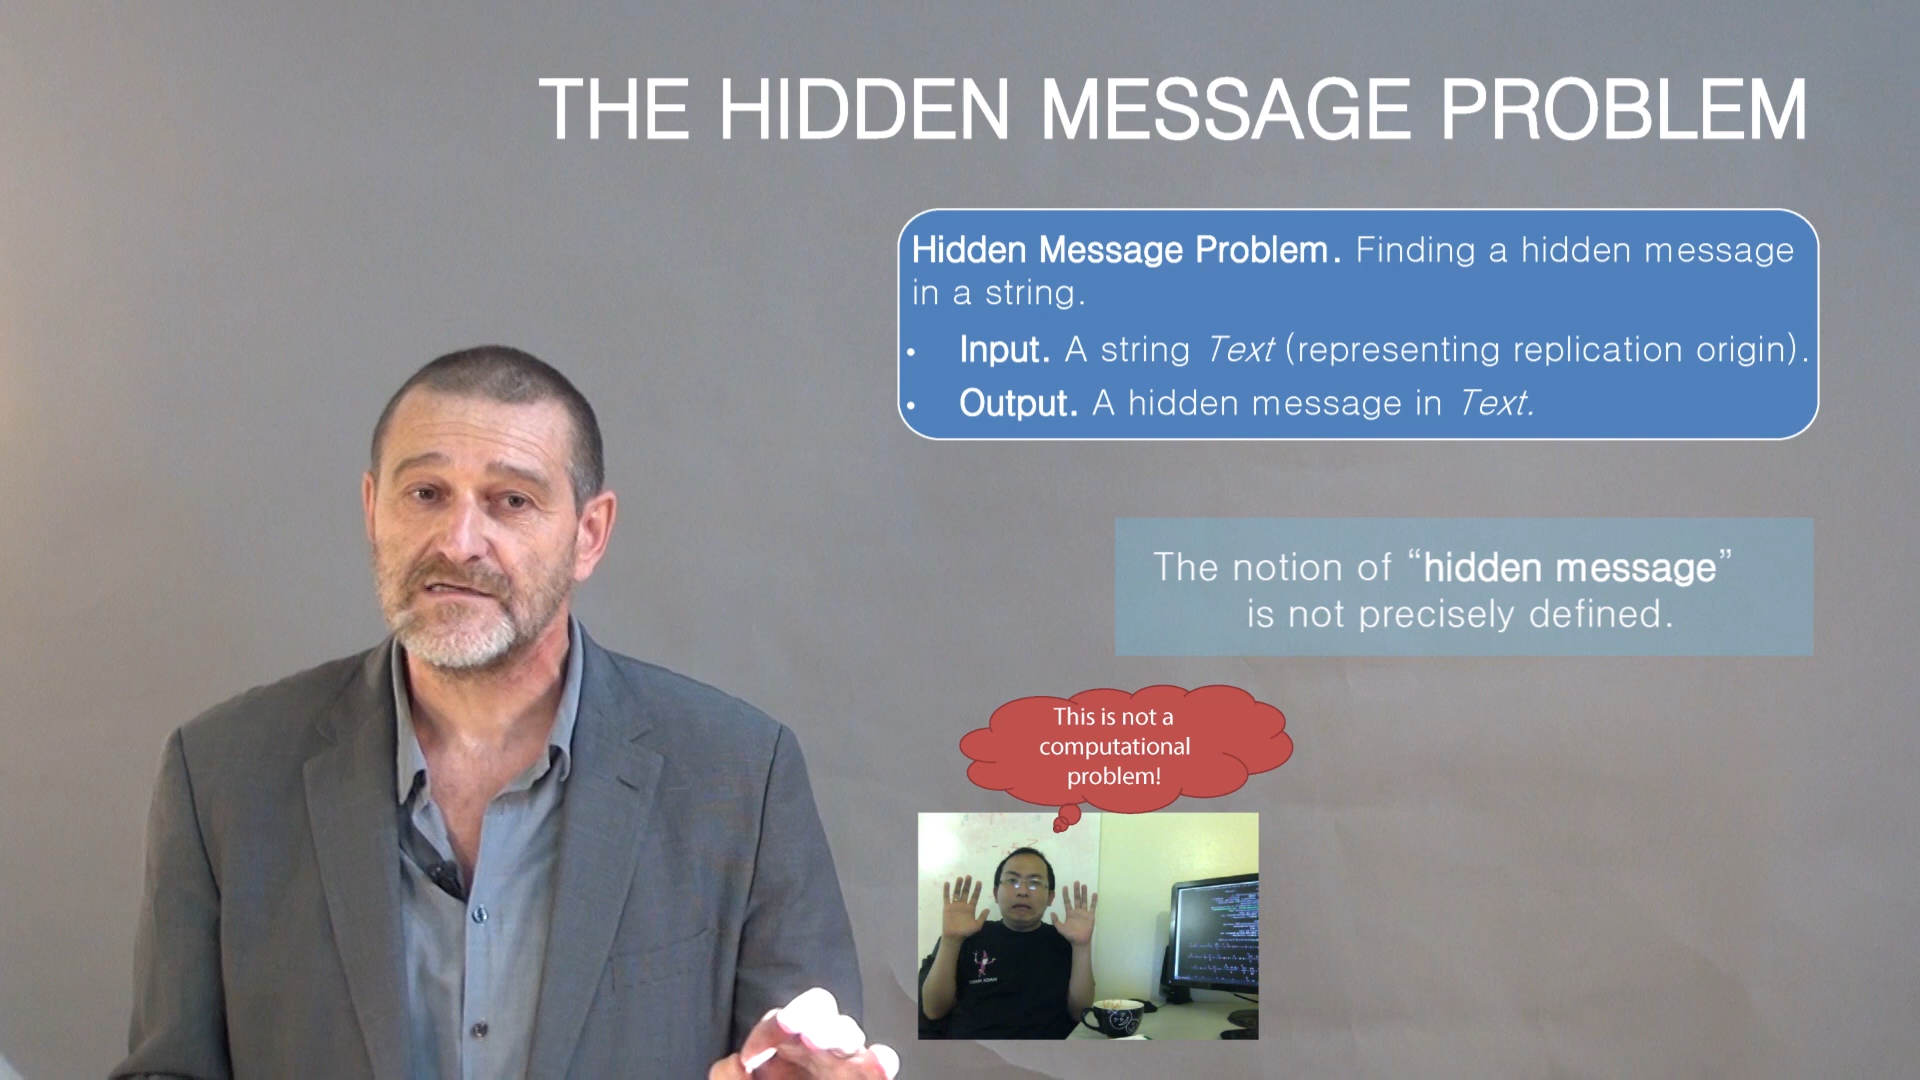 THE HIDDEN MESSAGE PROBLEM
Hidden Message Problem. Finding a hidden message
in a string.
• Input. A string Text (representing replication origin).
• Output. A hidden message in Text.
The notion of “hidden message”
is not precisely defined.
This is not a
computational
problem!